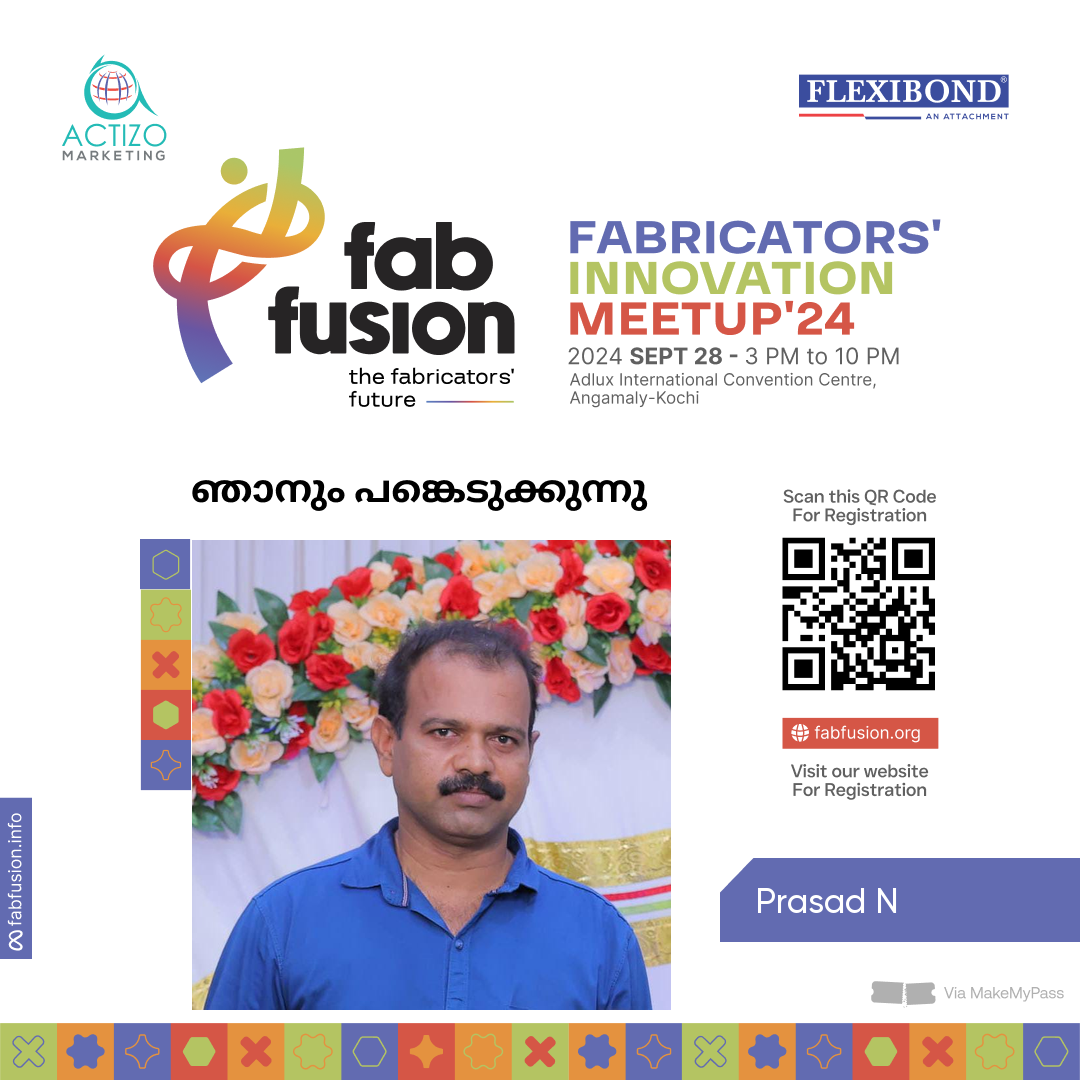 ACTIZO
MARKETING
FLEXIBOND®
AN ATTACHMENT
fab
fusion
the fabricators'
future
FABRICATORS'
INNOVATION
MEETUP'24
2024 SEPT 28 - 3 PM to 10 PM
Adlux International Convention Centre,
Angamaly-Kochi
ഞാനും പങ്കെടുക്കുന്നു
Scan this QR Code
For Registration
fabfusion.org
Visit our website
For Registration
fabfusion.info
Prasad N
Via MakeMyPass